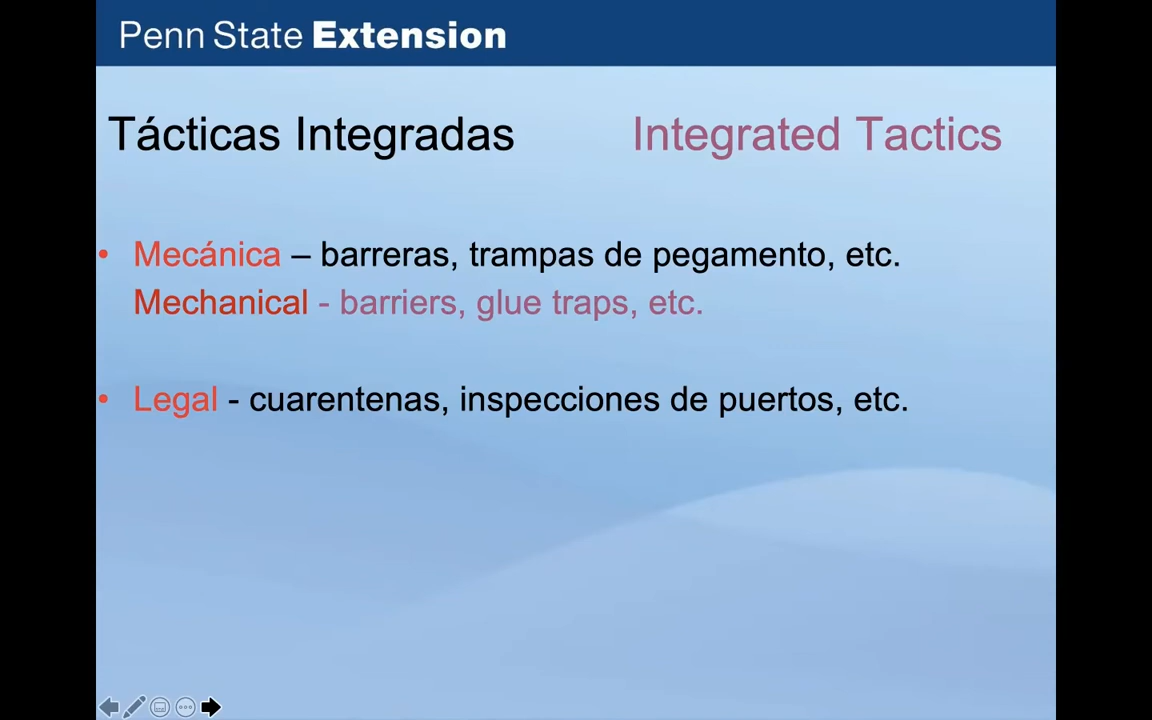 Penn State Extension
Tácticas Integradas Integrated Tactics
• Mecánica – barreras, trampas de pegamento, etc.
Mechanical - barriers, glue traps, etc.
• Legal - cuarentenas, inspecciones de puertos, etc.